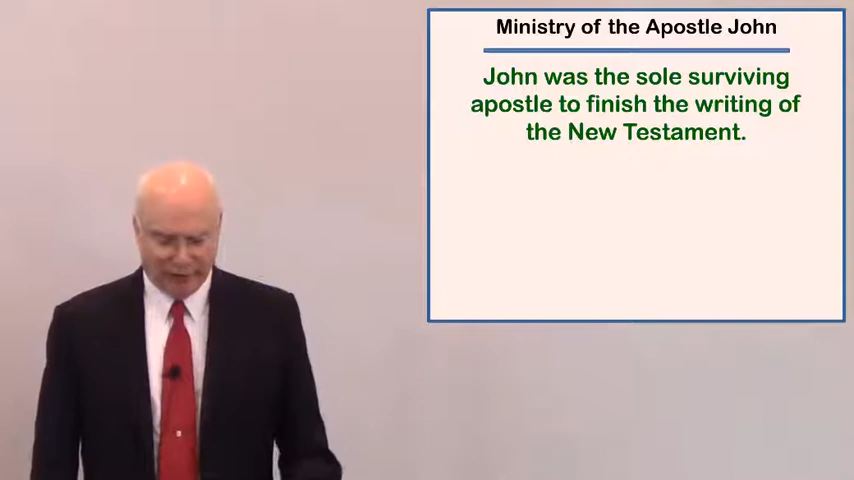 Ministry of the Apostle John
John was the sole surviving
apostle to finish the writing of
the New Testament.